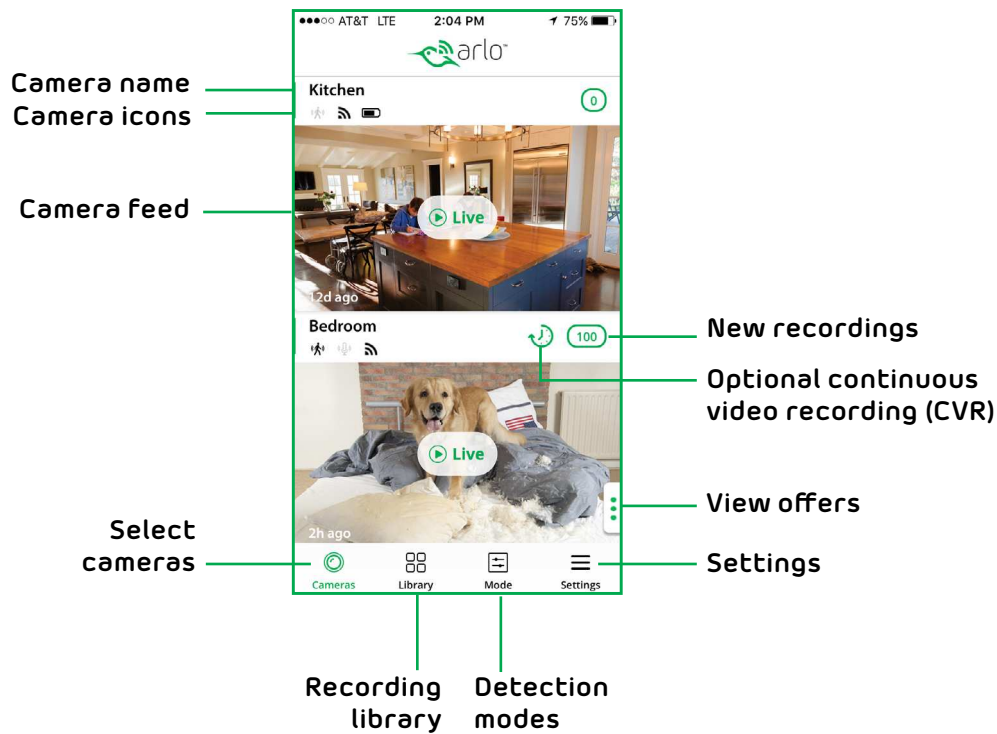 ●●●○○ AT&T LTE 2:04 PM 75%
arlo™
Camera name
Kitchen
0
Camera icons
Camera feed
Live
12d ago
Bedroom
100
New recordings
Optional continuous
video recording (CVR)
Live
View offers
2h ago
Select
cameras
Settings
Cameras Library Mode Settings
Recording
library
Detection
modes